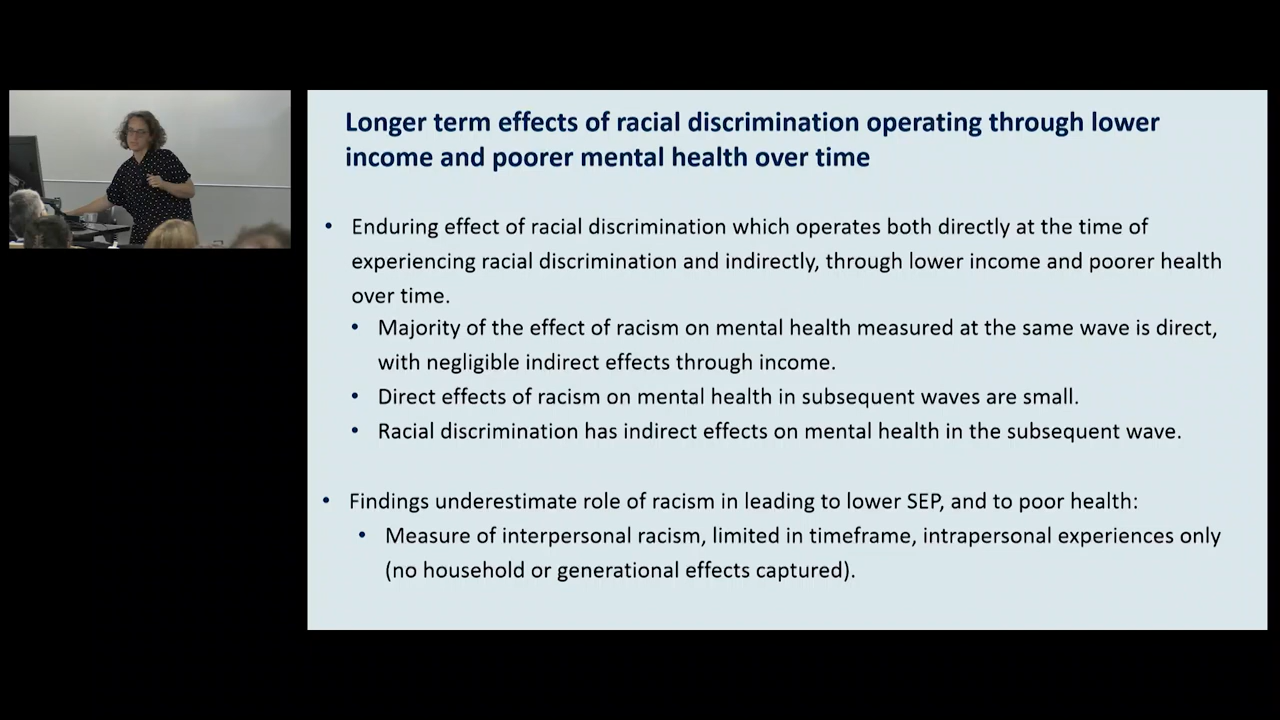 Longer term effects of racial discrimination operating through lower
income and poorer mental health over time
• Enduring effect of racial discrimination which operates both directly at the time of
experiencing racial discrimination and indirectly, through lower income and poorer health
over time.
• Majority of the effect of racism on mental health measured at the same wave is direct,
with negligible indirect effects through income.
• Direct effects of racism on mental health in subsequent waves are small.
• Racial discrimination has indirect effects on mental health in the subsequent wave.
• Findings underestimate role of racism in leading to lower SEP, and to poor health:
• Measure of interpersonal racism, limited in timeframe, intrapersonal experiences only
(no household or generational effects captured).